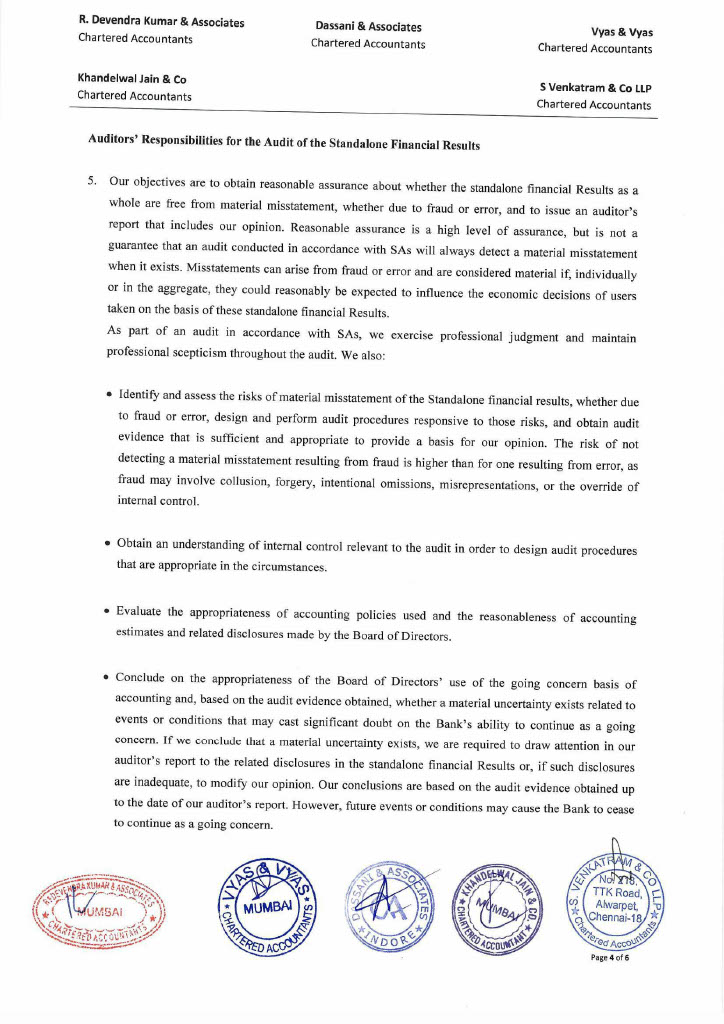 R. Devendra Kumar & Associates
Chartered Accountants
Dassani & Associates
Chartered Accountants
Vyas & Vyas
Chartered Accountants
Khandelwal Jain & Co
Chartered Accountants
S Venkatram & Co LLP
Chartered Accountants
Auditors' Responsibilities for the Audit of the Standalone Financial Results
5. Our objectives are to obtain reasonable assurance about whether the standalone financial Results as a
whole are free from material misstatement, whether due to fraud or error, and to issue an auditor's
report that includes our opinion. Reasonable assurance is a high level of assurance, but is not a
guarantee that an audit conducted in accordance with SAs will always detect a material misstatement
when it exists. Misstatements can arise from fraud or error and are considered material if, individually
or in the aggregate, they could reasonably be expected to influence the economic decisions of users
taken on the basis of these standalone financial Results.
As part of an audit in accordance with SAs, we exercise professional judgment and maintain
professional scepticism throughout the audit. We also:
• Identify and assess the risks of material misstatement of the Standalone financial results, whether due
to fraud or error, design and perform audit procedures responsive to those risks, and obtain audit
evidence that is sufficient and appropriate to provide a basis for our opinion. The risk of not
detecting a material misstatement resulting from fraud is higher than for one resulting from error, as
fraud may involve collusion, forgery, intentional omissions, misrepresentations, or the override of
internal control.
• Obtain an understanding of internal control relevant to the audit in order to design audit procedures
that are appropriate in the circumstances.
• Evaluate the appropriateness of accounting policies used and the reasonableness of accounting
estimates and related disclosures made by the Board of Directors.
• Conclude on the appropriateness of the Board of Directors' use of the going concern basis of
accounting and, based on the audit evidence obtained, whether a material uncertainty exists related to
events or conditions that may cast significant doubt on the Bank's ability to continue as a going
concern. If we conclude that a material uncertainty exists, we are required to draw attention in our
auditor's report to the related disclosures in the standalone financial Results or, if such disclosures
are inadequate, to modify our opinion. Our conclusions are based on the audit evidence obtained up
to the date of our auditor's report. However, future events or conditions may cause the Bank to cease
to continue as a going concern.
R. DEVENDRA KUMAR & ASSOCIATES
MUMBAI
CHARTERED ACCOUNTANTS
VYAS & VYAS
MUMBAI
CHARTERED ACCOUNTANTS
DASSANI & ASSOCIATES
CA
INDORE
KHANDELWAL JAIN & CO.
MUMBAI
CHARTERED ACCOUNTANT
S. VENKATRAM & CO LLP
TTK Road,
Alwarpet,
Chennai-18
Chartered Accountants
Page 4 of 6